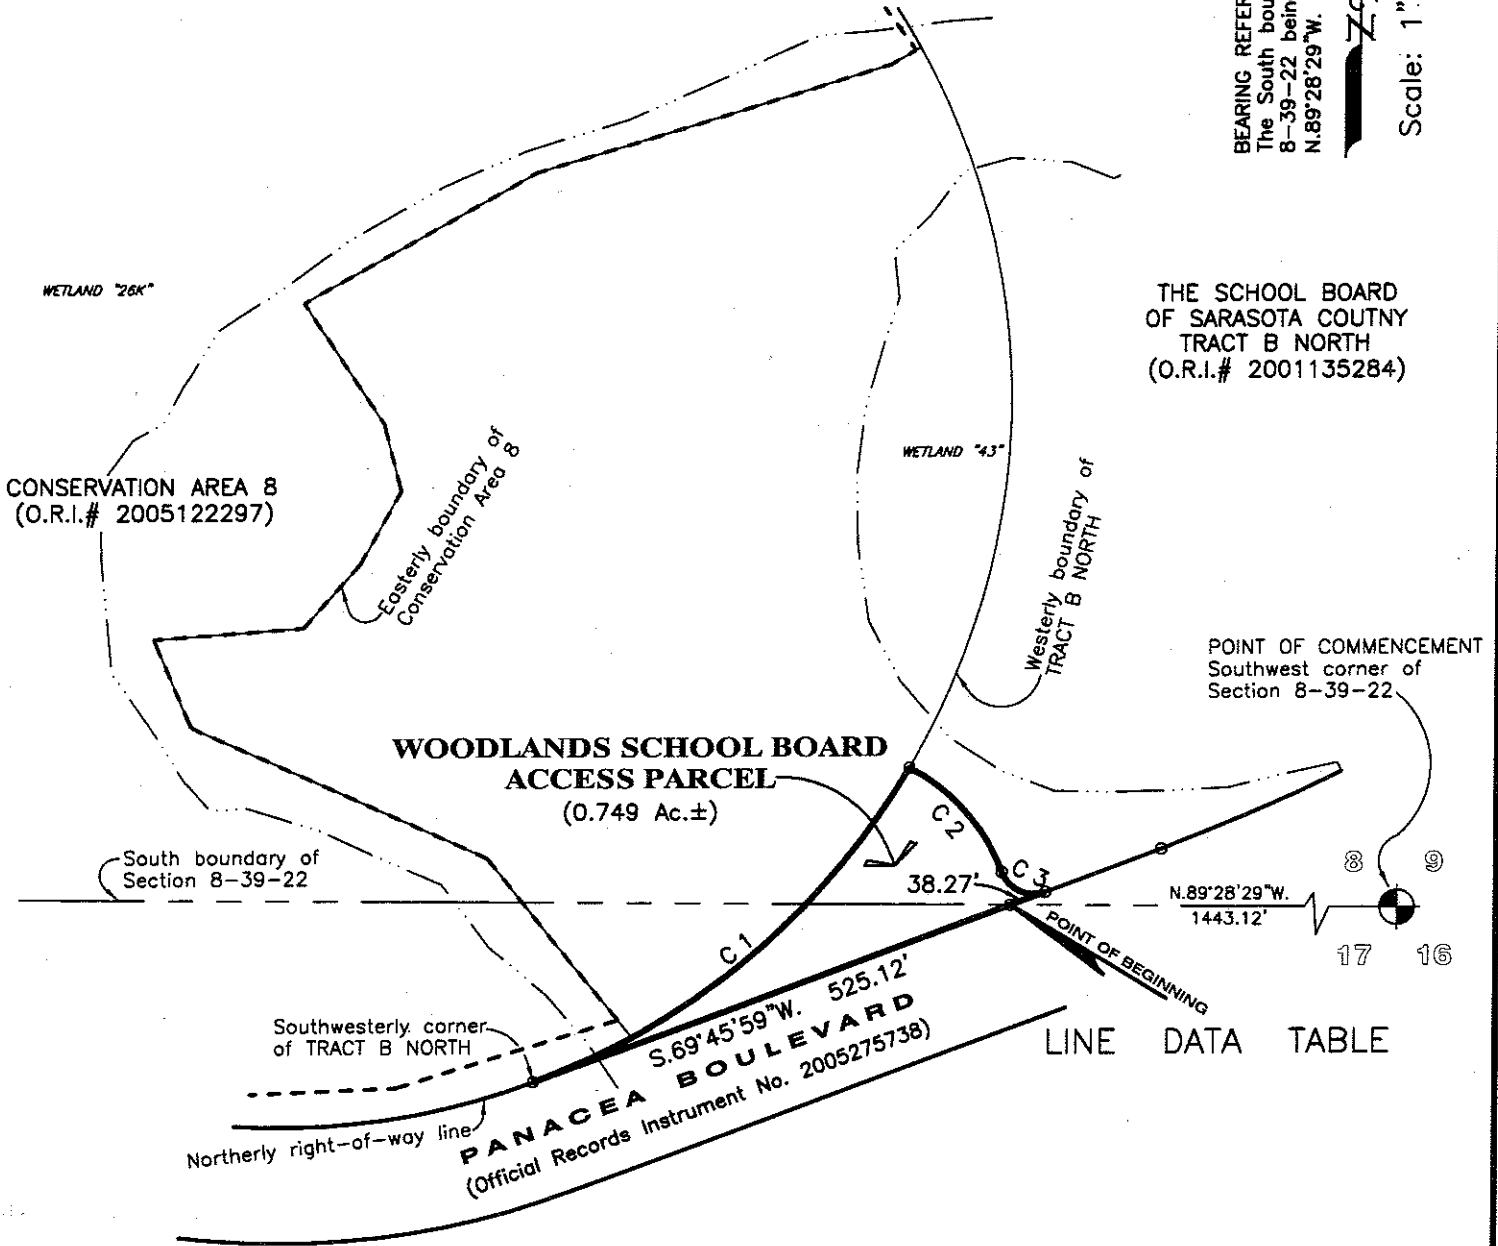 BEARING REFER
The South bou
8-39-22 bein
N.89°28'29"W.
Scale: 1"
WETLAND "26K"
THE SCHOOL BOARD
OF SARASOTA COUTNY
TRACT B NORTH
(O.R.I.# 2001135284)
WETLAND "43"
CONSERVATION AREA 8
(O.R.I.# 2005122297)
Easterly boundary of
Conservation Area 8
Westerly boundary of
TRACT B NORTH
POINT OF COMMENCEMENT
Southwest corner of
Section 8-39-22
WOODLANDS SCHOOL BOARD
ACCESS PARCEL
(0.749 Ac.±)
C 2
C 3
South boundary of
Section 8-39-22
38.27'
8 9
N.89°28'29"W.
1443.12'
17 16
POINT OF BEGINNING
C 1
S.69°45'59"W. 525.12'
PANACEA BOULEVARD
(Official Records Instrument No. 2005275738)
Southwesterly corner
of TRACT B NORTH
LINE DATA TABLE
Northerly right-of-way line